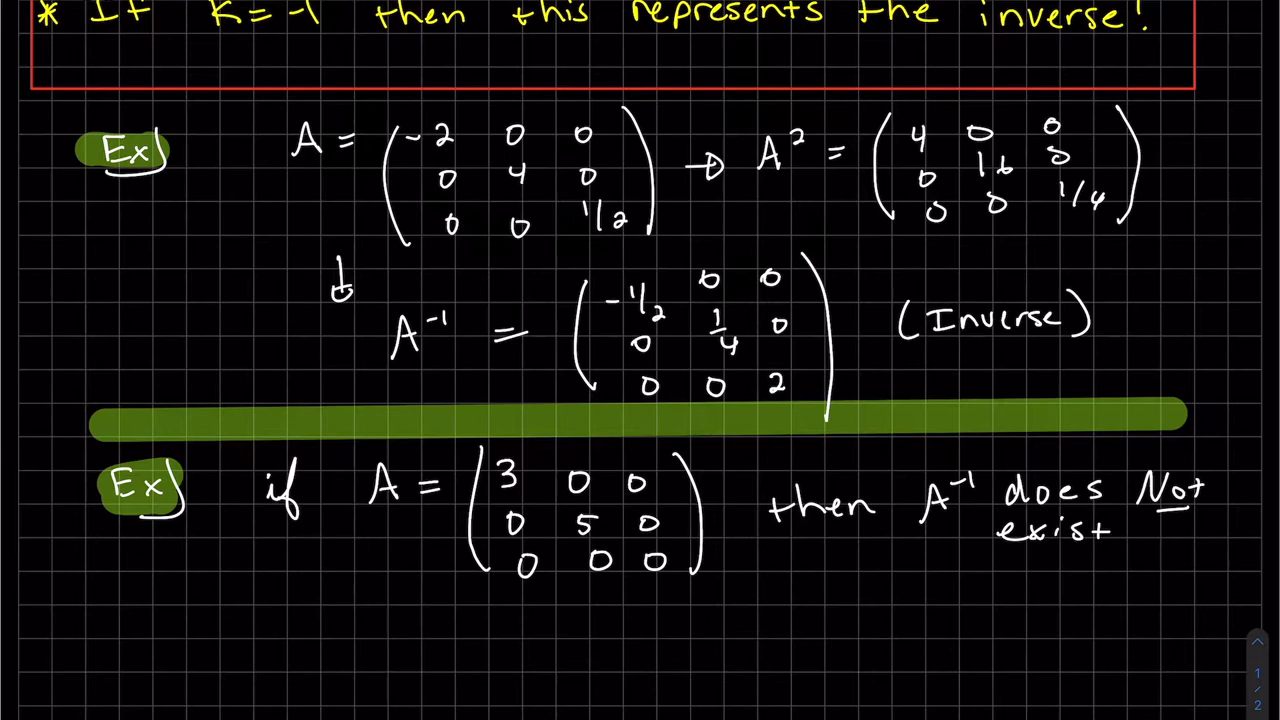 * If K = -1 then this represents the inverse!
Ex) A = ( -2 0 0 → A² = ( 4 0 0
0 4 0 0 16 0
0 0 1/2 ) 0 0 1/4 )
↓
A⁻¹ = ( -1/2 0 0 (Inverse)
0 1/4 0
0 0 2 )
Ex) if A = ( 3 0 0 then A⁻¹ does Not
0 5 0 exist
0 0 0 )
1
/
2